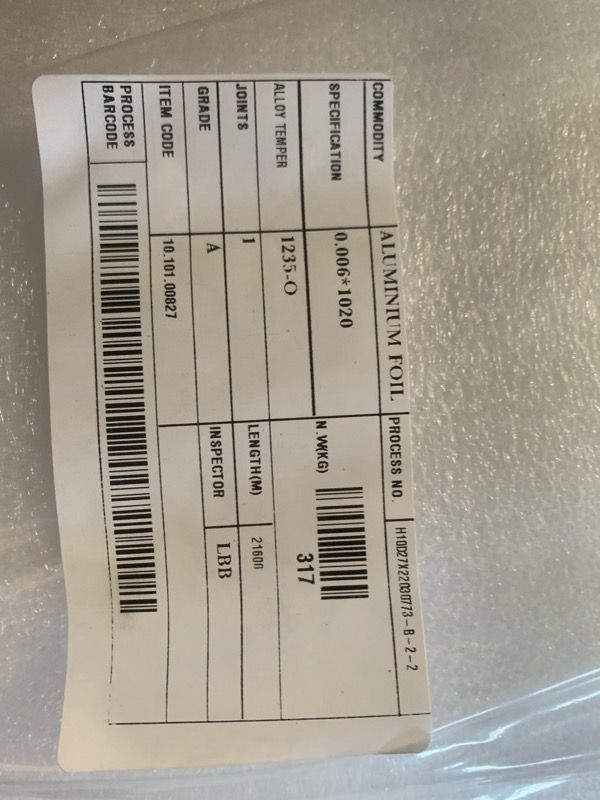 COMMODITY ALUMINIUM FOIL PROCESS NO. H10D27X22030773-B-2-2
SPECIFICATION 0.006*1020 N.W(KG) 317
ALLOY TEMPER 1235-O
JOINTS 1 LENGTH(M) 21600
GRADE A INSPECTOR LBB
ITEM CODE 10.101.00827
PROCESS
BARCODE